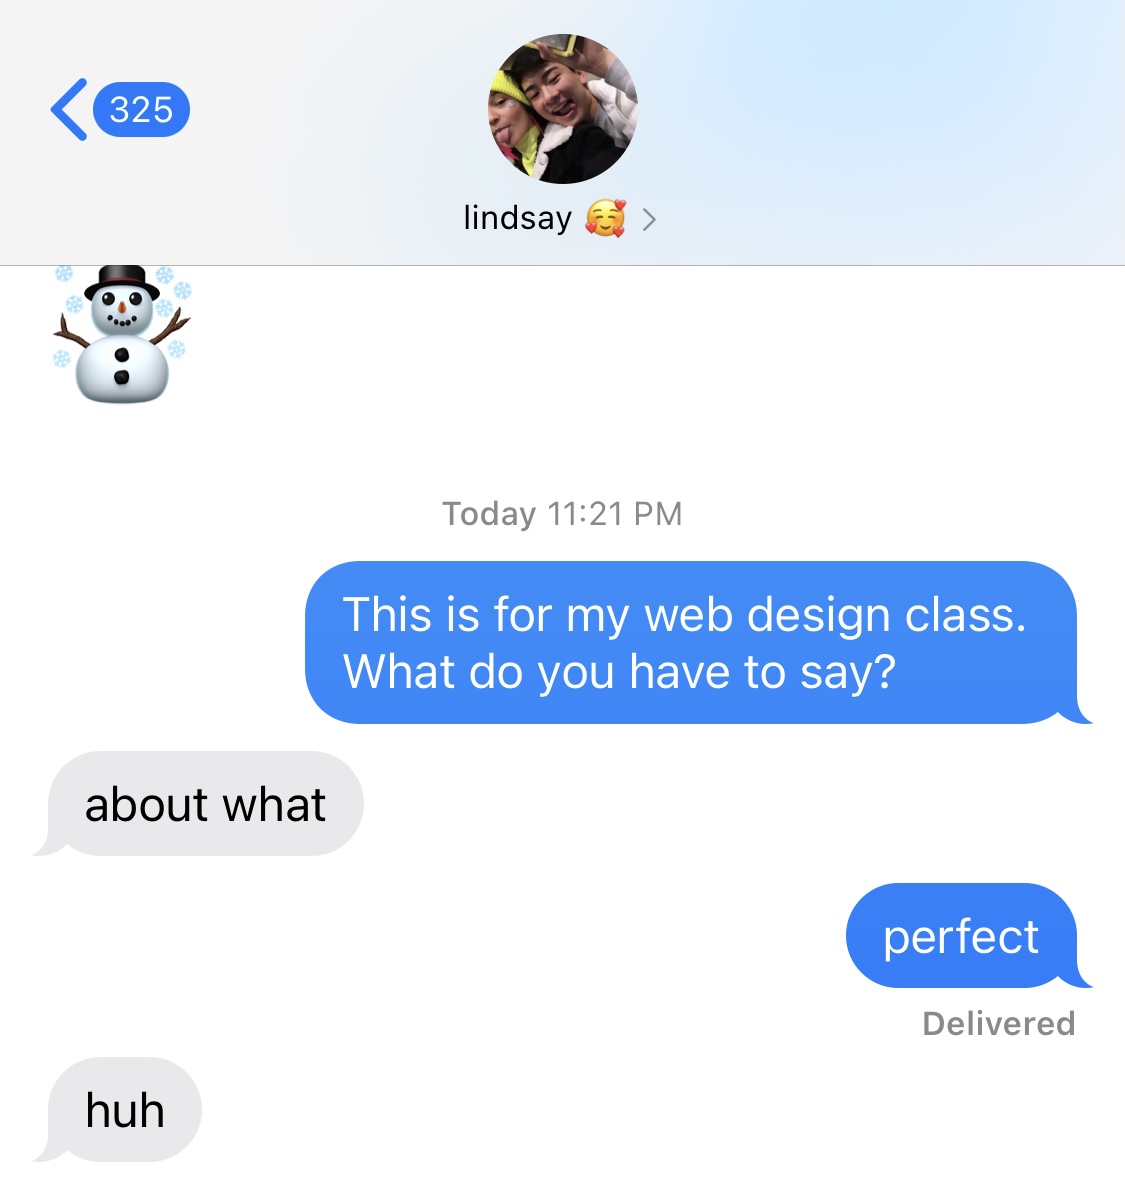 325
lindsay 🥰
Today 11:21 PM
This is for my web design class.
What do you have to say?
about what
perfect
Delivered
huh